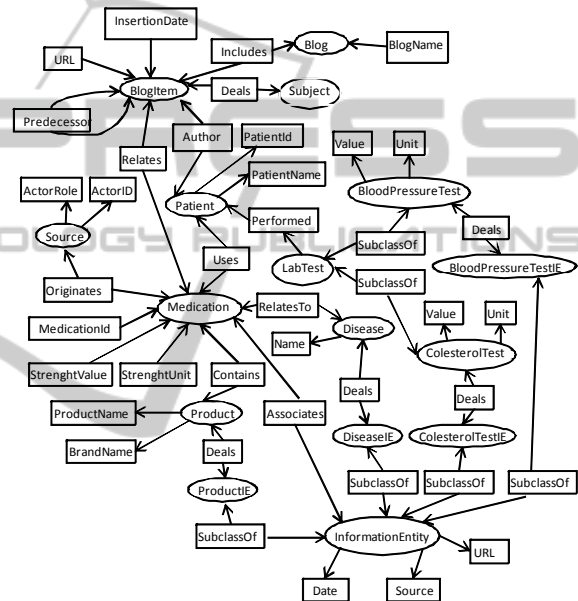 InsertionDate
Includes
Blog
BlogName
URL
BlogItem
Deals
Subject
Predecessor
Author
PatientId
Value
Unit
Relates
PatientName
BloodPressureTest
ActorRole
ActorID
Patient
Performed
Deals
Source
SubclassOf
Uses
LabTest
BloodPressureTestIE
Originates
SubclassOf
Medication
RelatesTo
Value
Unit
MedicationId
Disease
Name
ColesterolTest
StrenghtValue
StrenghtUnit
Contains
Deals
Deals
ProductName
Product
Associates
BrandName
Deals
DiseaseIE
ColesterolTestIE
ProductIE
SubclassOf
SubclassOf
SubclassOf
SubclassOf
InformationEntity
URL
Date
Source